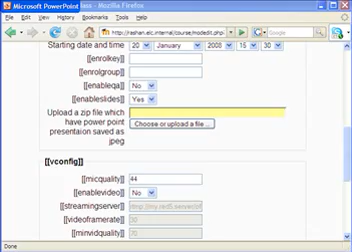 Microsoft PowerPoint lass - Mozilla Firefox
File Edit View History Bookmarks Tools Help
http://rashan.elc.internal/course/modedit.php
Starting date and time 20 January 2008 15 30
[[enrolkey]]
[[enrolgroup]]
[[enableqa]] No
[[enableslides]] Yes
Upload a zip file which
have power point
presentaion saved as
jpeg
Choose or upload a file ...
[[vconfig]]
[[micquality]] 44
[[enablevideo]] No
[[streamingserver]]
[[videoframerate]] 30
[[minvidquality]] 70
Done